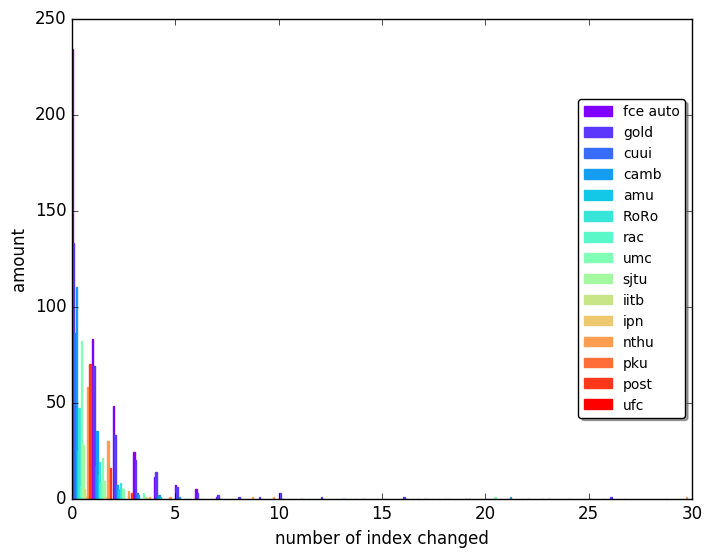 250
200
150
100
50
0
amount
0 5 10 15 20 25 30
number of index changed
fce auto
gold
cuui
camb
amu
RoRo
rac
umc
sjtu
iitb
ipn
nthu
pku
post
ufc